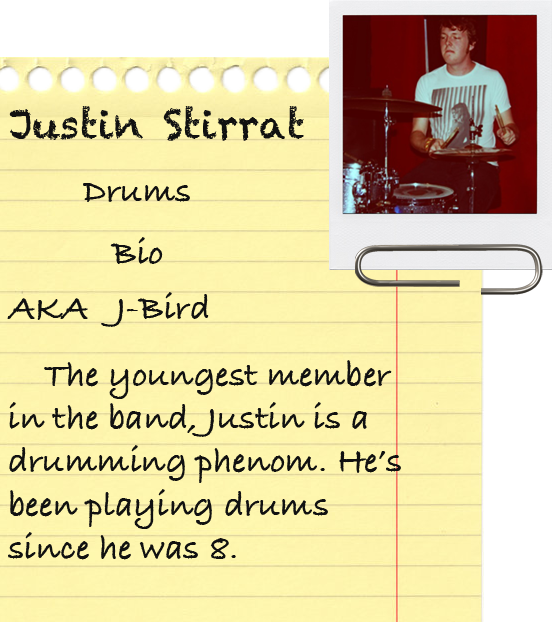 Justin Stirrat
Drums
Bio
AKA J-Bird
The youngest member
in the band, Justin is a
drumming phenom. He's
been playing drums
since he was 8.